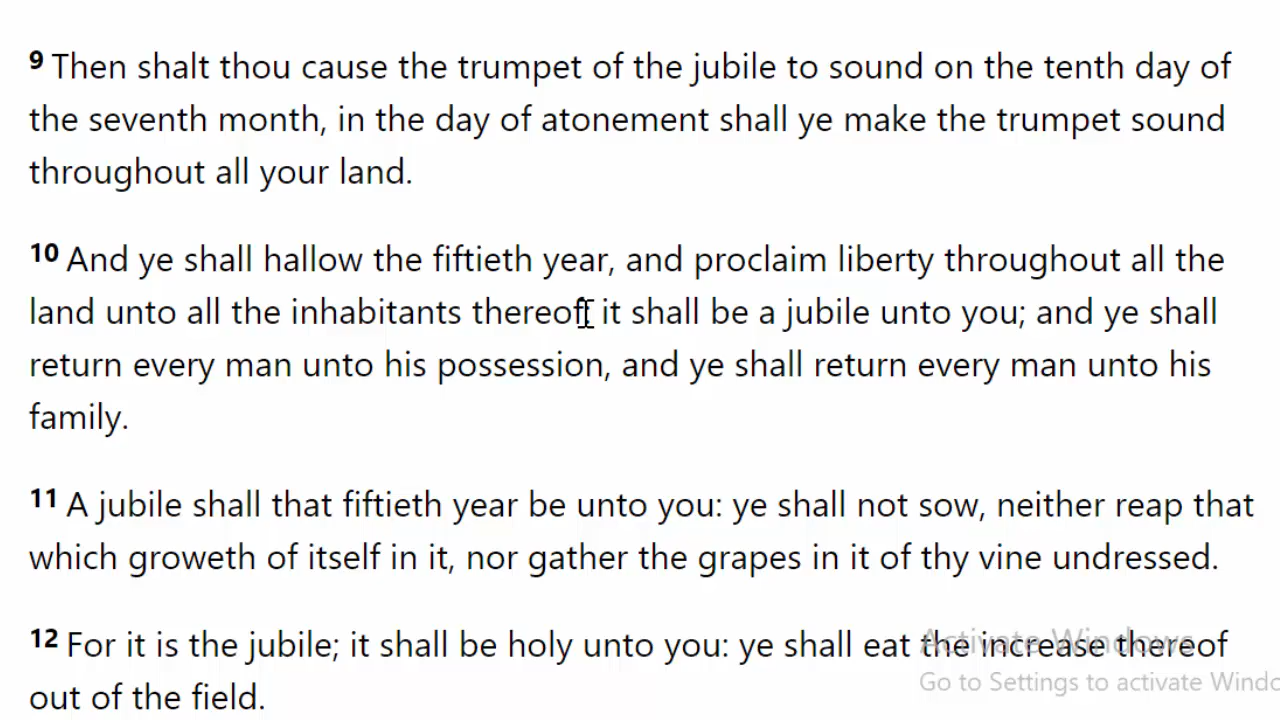 9 Then shalt thou cause the trumpet of the jubile to sound on the tenth day of
the seventh month, in the day of atonement shall ye make the trumpet sound
throughout all your land.
10 And ye shall hallow the fiftieth year, and proclaim liberty throughout all the
land unto all the inhabitants thereof: it shall be a jubile unto you; and ye shall
return every man unto his possession, and ye shall return every man unto his
family.
11 A jubile shall that fiftieth year be unto you: ye shall not sow, neither reap that
which groweth of itself in it, nor gather the grapes in it of thy vine undressed.
12 For it is the jubile; it shall be holy unto you: ye shall eat the increase thereof
out of the field.
Activate Windows
Go to Settings to activate Windo